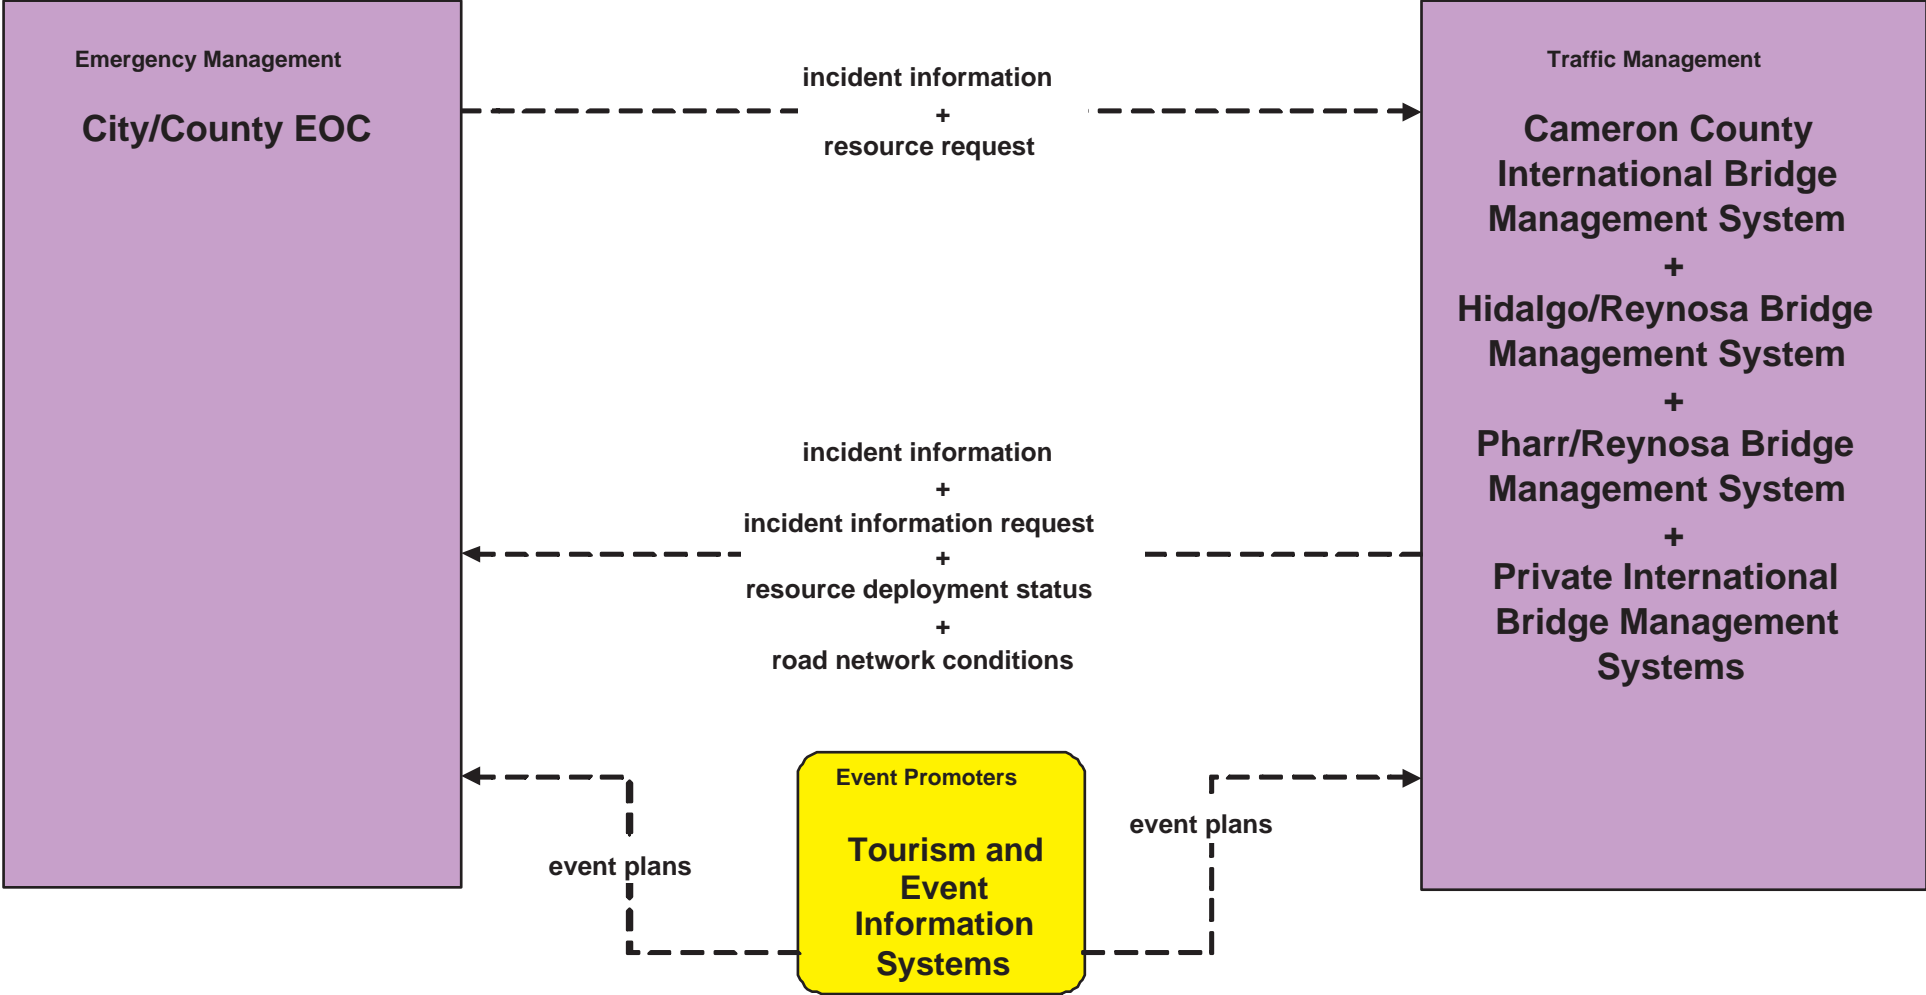 Emergency Management
City/County EOC
incident information
+
resource request
Traffic Management
Cameron County
International Bridge
Management System
+
Hidalgo/Reynosa Bridge
Management System
+
Pharr/Reynosa Bridge
Management System
+
Private International
Bridge Management
Systems
incident information
+
incident information request
+
resource deployment status
+
road network conditions
event plans
Event Promoters
Tourism and
Event
Information
Systems
event plans